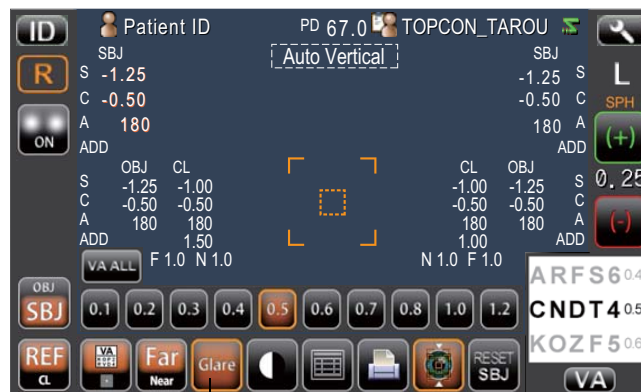 ID Patient ID PD 67.0 TOPCON_TAROU
Auto Vertical
R SBJ SBJ L
S -1.25 -1.25 S
C -0.50 -0.50 C SPH
A 180 180 A (+)
ON ADD ADD
OBJ CL CL OBJ
S -1.25 -1.00 -1.00 -1.25 S 0.25
C -0.50 -0.50 -0.50 -0.50 C
A 180 180 180 180 A (-)
ADD 1.50 1.00 ADD
VA ALL F 1.0 N 1.0 N 1.0 F 1.0
ARFS6 0.4
OBJ
SBJ 0.1 0.2 0.3 0.4 0.5 0.6 0.7 0.8 1.0 1.2 CNDT4 0.5
KOZF5 0.6
REF CL VA Far Near Glare RESET SBJ VA